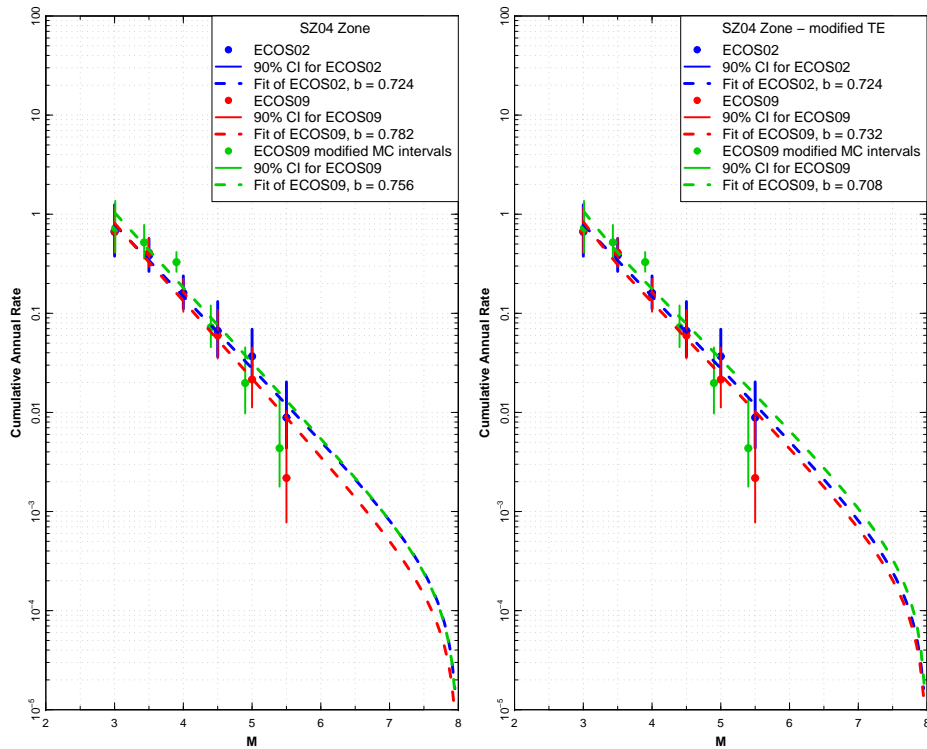 SZ04 Zone
ECOS02
90% CI for ECOS02
Fit of ECOS02, b = 0.724
ECOS09
90% CI for ECOS09
Fit of ECOS09, b = 0.782
ECOS09 modified MC intervals
90% CI for ECOS09
Fit of ECOS09, b = 0.756
Cumulative Annual Rate
100
10
1
0.1
0.01
10−3
10−4
10−5
2 3 4 5 6 7 8
M
SZ04 Zone − modified TE
ECOS02
90% CI for ECOS02
Fit of ECOS02, b = 0.724
ECOS09
90% CI for ECOS09
Fit of ECOS09, b = 0.732
ECOS09 modified MC intervals
90% CI for ECOS09
Fit of ECOS09, b = 0.708
Cumulative Annual Rate
100
10
1
0.1
0.01
10−3
10−4
10−5
2 3 4 5 6 7 8
M